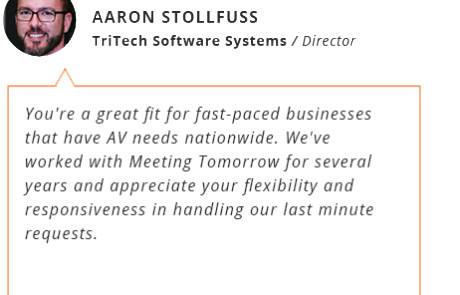 AARON STOLLFUSS
TriTech Software Systems / Director
You're a great fit for fast-paced businesses
that have AV needs nationwide. We've
worked with Meeting Tomorrow for several
years and appreciate your flexibility and
responsiveness in handling our last minute
requests.